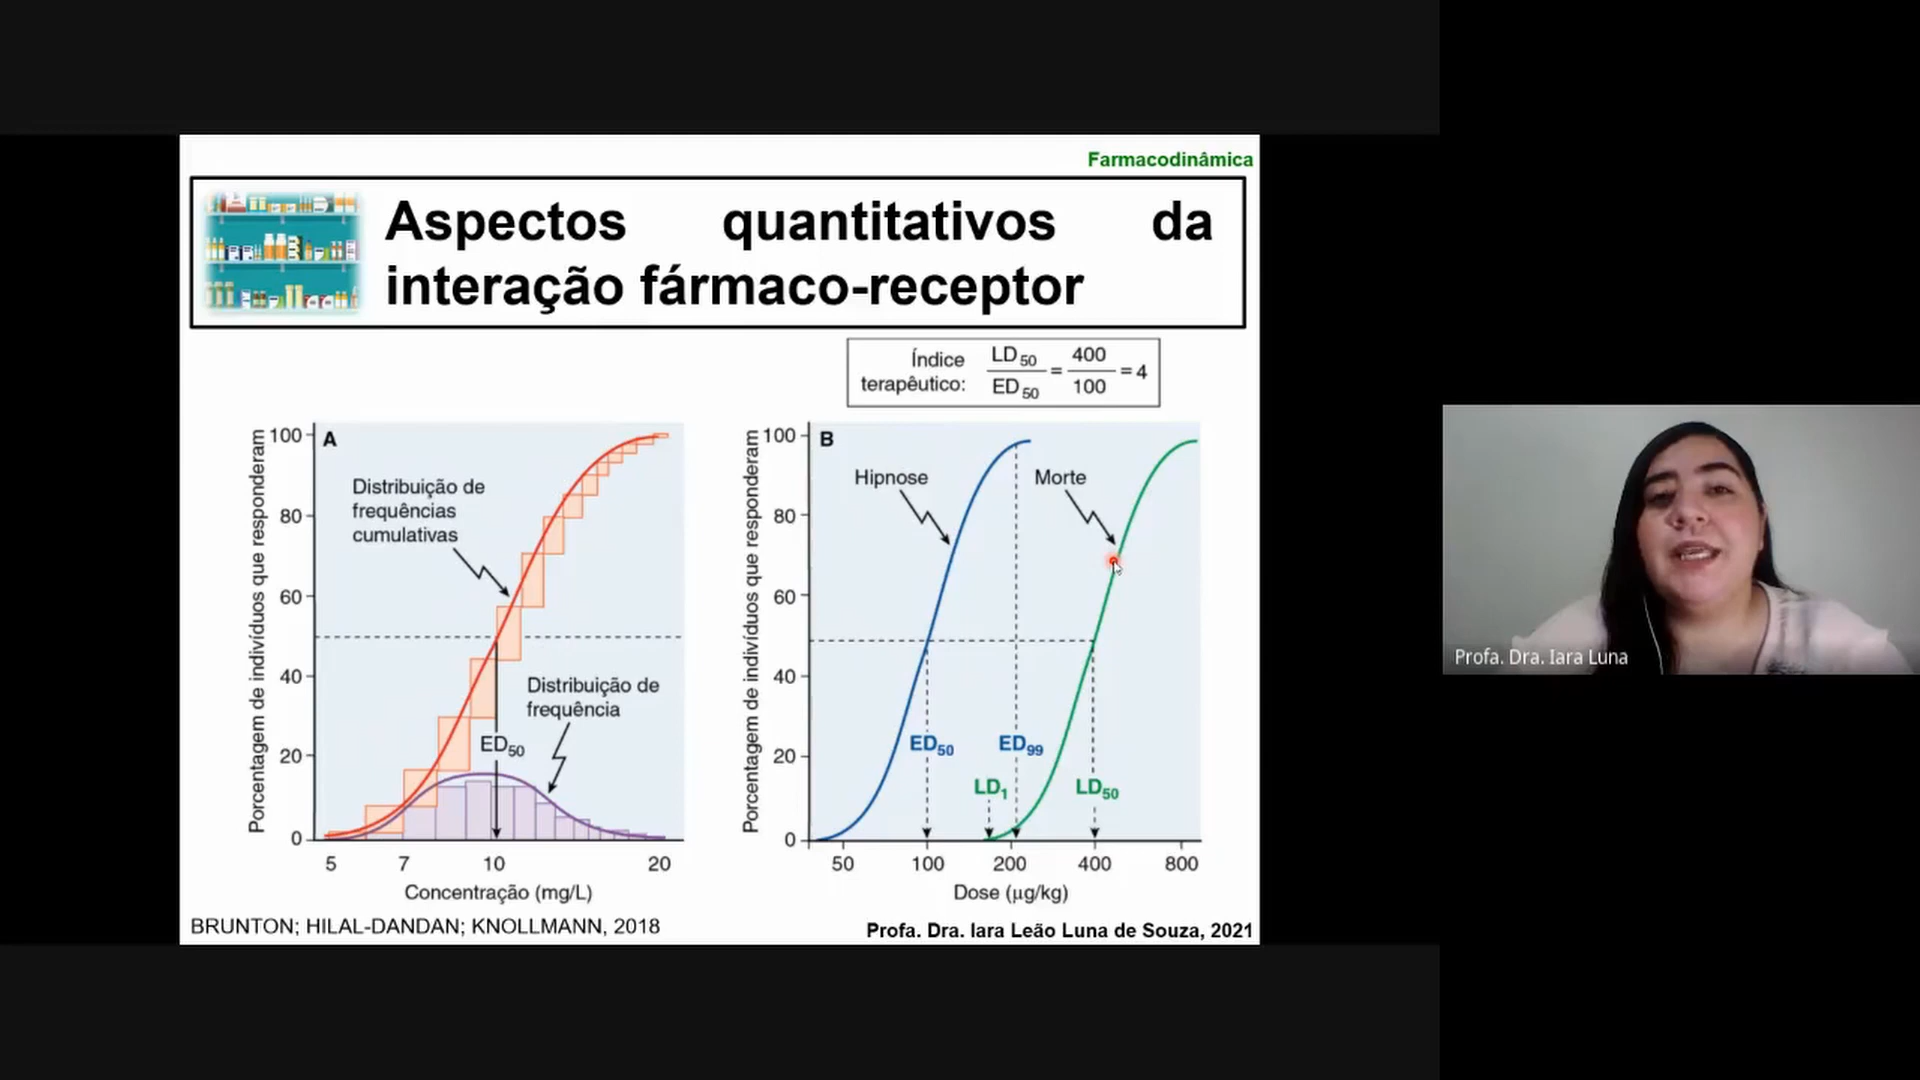 Farmacodinâmica
Aspectos quantitativos da
interação fármaco-receptor
Índice
terapêutico:
LD50
ED50
=
400
100
= 4
A
Porcentagem de indivíduos que responderam
100
80
60
40
20
0
Distribuição de
frequências
cumulativas
Distribuição de
frequência
ED50
5 7 10 20
Concentração (mg/L)
B
Porcentagem de indivíduos que responderam
100
80
60
40
20
0
Hipnose
Morte
ED50
ED99
LD1
LD50
50 100 200 400 800
Dose (µg/kg)
BRUNTON; HILAL-DANDAN; KNOLLMANN, 2018
Profa. Dra. Iara Leão Luna de Souza, 2021
Profa. Dra. Iara Luna